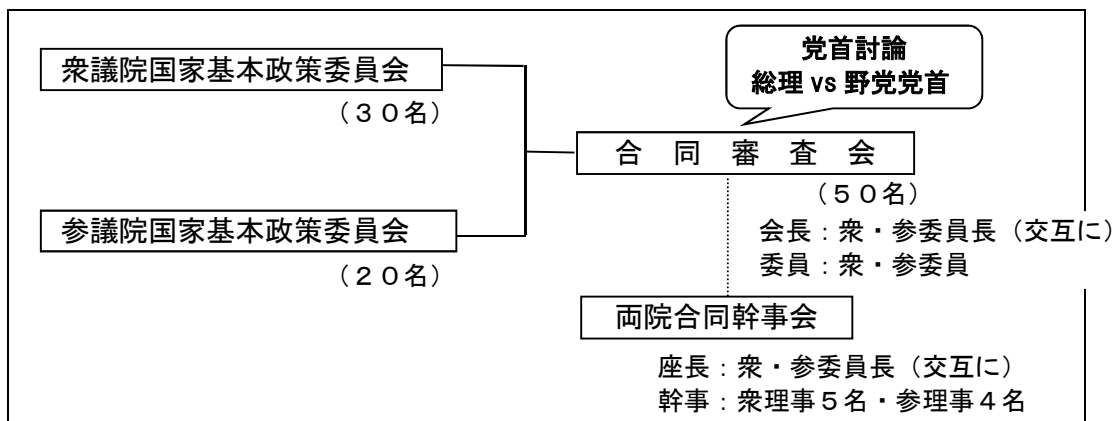 衆議院国家基本政策委員会
（３０名）
参議院国家基本政策委員会
（２０名）
党首討論
総理 vs 野党党首
合 同 審 査 会
（５０名）
会長：衆・参委員長（交互に）
委員：衆・参委員
両院合同幹事会
座長：衆・参委員長（交互に）
幹事：衆理事５名・参理事４名